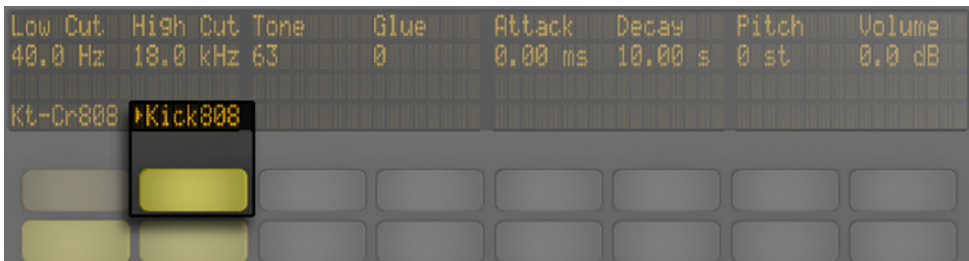 Low Cut High Cut Tone Glue Attack Decay Pitch Volume
40.0 Hz 18.0 kHz 63 0 0.00 ms 10.00 s 0 st 0.0 dB
Kt-Cr808 ▶Kick808